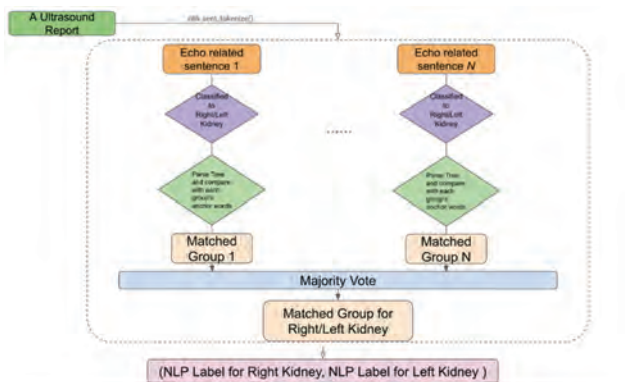 A Ultrasound
Report
nltk.sent_tokenize()
Echo related
sentence 1
Echo related
sentence N
Classified
to
Right/Left
Kidney
Classified
to
Right/Left
Kidney
......
Parse Tree
and compare
with each
group's
anchor words
Parse Tree
and compare
with each
group's
anchor words
Matched
Group 1
Matched
Group N
Majority Vote
Matched Group for
Right/Left Kidney
(NLP Label for Right Kidney, NLP Label for Left Kidney )